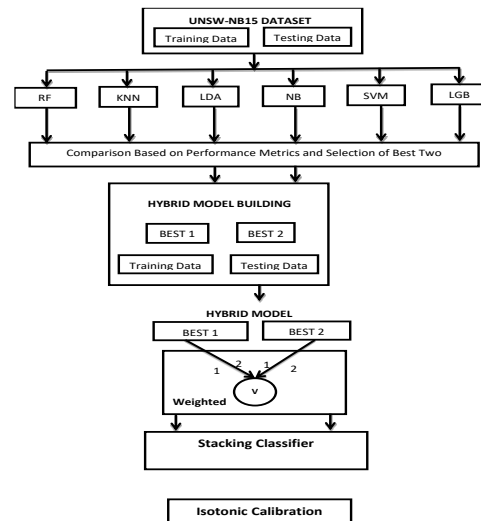 UNSW-NB15 DATASET
Training Data Testing Data
RF KNN LDA NB SVM LGB
Comparison Based on Performance Metrics and Selection of Best Two
HYBRID MODEL BUILDING
BEST 1 BEST 2
Training Data Testing Data
HYBRID MODEL
BEST 1 BEST 2
1 2 1 2
v
Weighted
Stacking Classifier
Isotonic Calibration